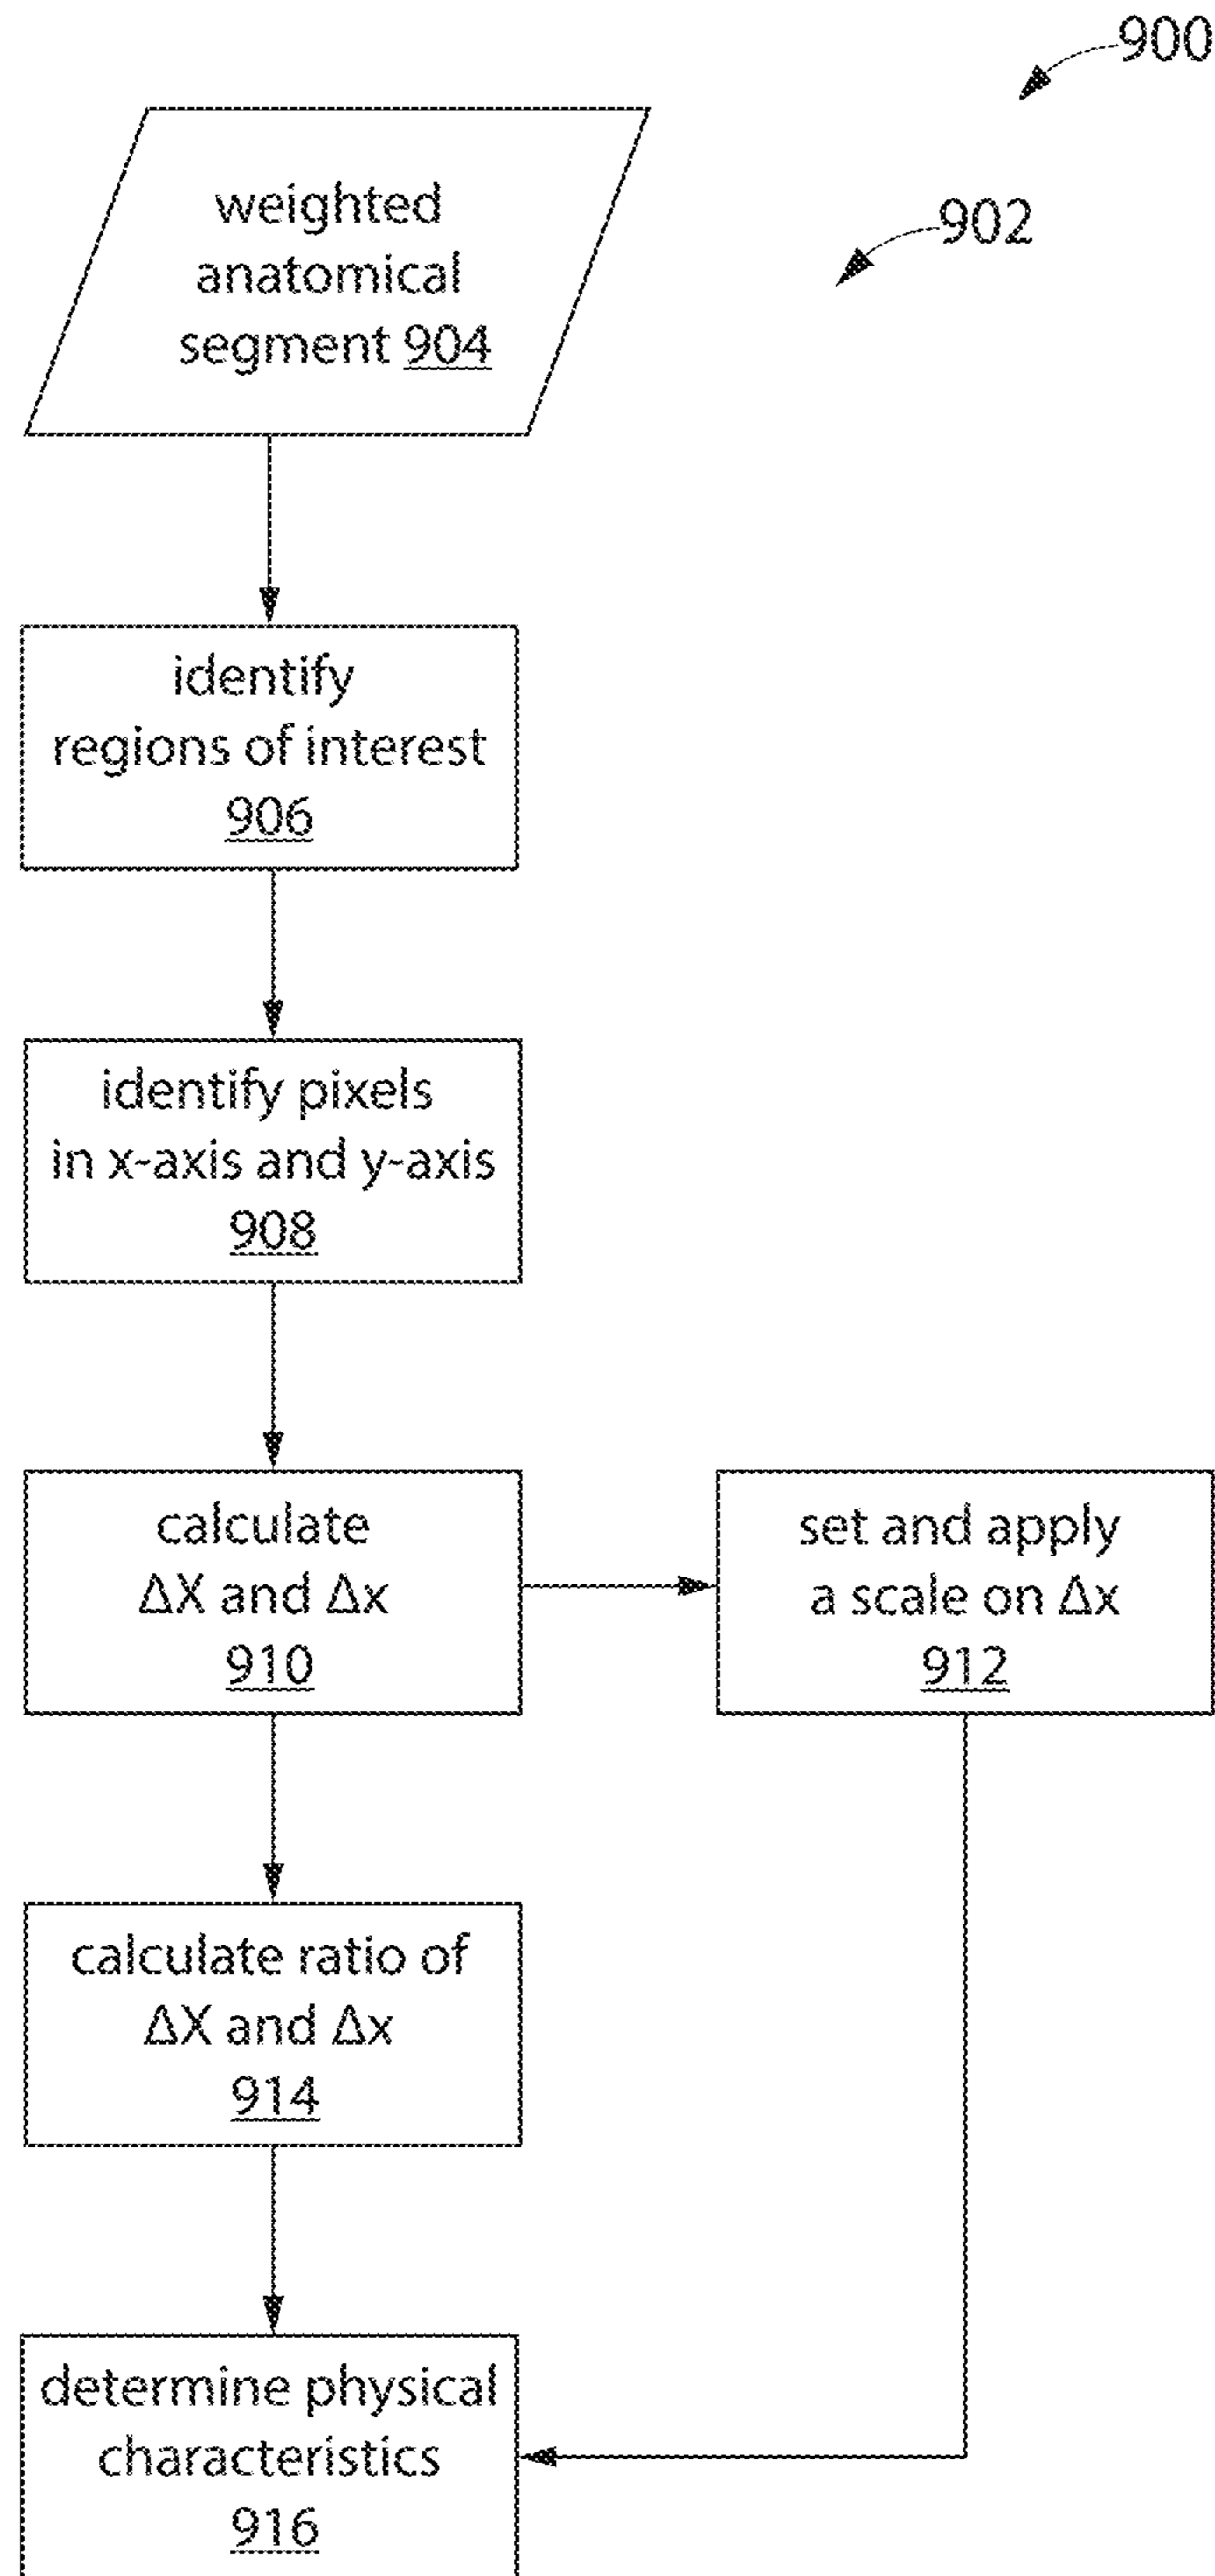 900
902
weighted
anatomical
segment 904
identify
regions of interest
906
identify pixels
in x-axis and y-axis
908
calculate
ΔX and Δx
910
set and apply
a scale on Δx
912
calculate ratio of
ΔX and Δx
914
determine physical
characteristics
916